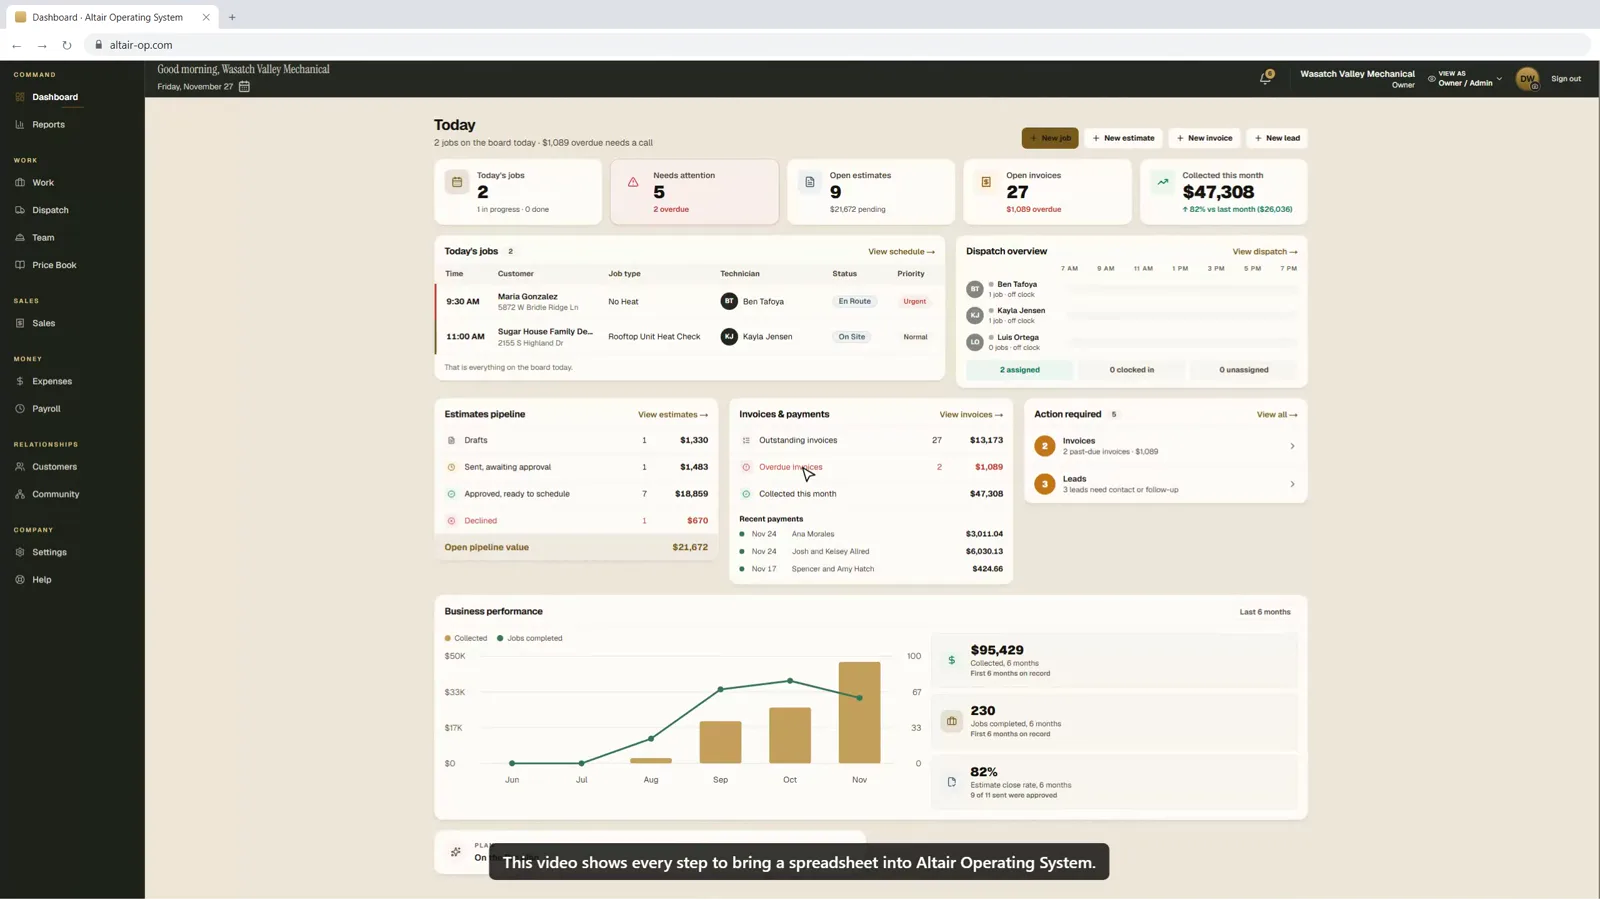 Dashboard · Altair Operating System
altair-op.com
COMMAND
Dashboard
Reports
WORK
Work
Dispatch
Team
Price Book
SALES
Sales
MONEY
Expenses
Payroll
RELATIONSHIPS
Customers
Community
COMPANY
Settings
Help
Good morning, Wasatch Valley Mechanical
Friday, November 27
Wasatch Valley Mechanical
Owner
VIEW AS
Owner / Admin
DW
Sign out
Today
2 jobs on the board today · $1,089 overdue needs a call
+ New job
+ New estimate
+ New invoice
+ New lead
Today's jobs
2
1 in progress · 0 done
Needs attention
5
2 overdue
Open estimates
9
$21,672 pending
Open invoices
27
$1,089 overdue
Collected this month
$47,308
↑ 82% vs last month ($26,036)
Today's jobs 2
View schedule →
Time Customer Job type Technician Status Priority
9:30 AM Maria Gonzalez No Heat BT Ben Tafoya En Route Urgent
5872 W Bridle Ridge Ln
11:00 AM Sugar House Family De... Rooftop Unit Heat Check KJ Kayla Jensen On Site Normal
2155 S Highland Dr
That is everything on the board today.
Dispatch overview
View dispatch →
7 AM 9 AM 11 AM 1 PM 3 PM 5 PM 7 PM
BT Ben Tafoya
1 job · off clock
KJ Kayla Jensen
1 job · off clock
LO Luis Ortega
0 jobs · off clock
2 assigned
0 clocked in
0 unassigned
Estimates pipeline
View estimates →
Drafts 1 $1,330
Sent, awaiting approval 1 $1,483
Approved, ready to schedule 7 $18,859
Declined 1 $670
Open pipeline value $21,672
Invoices & payments
View invoices →
Outstanding invoices 27 $13,173
Overdue invoices 2 $1,089
Collected this month $47,308
Recent payments
Nov 24 Ana Morales $3,011.04
Nov 24 Josh and Kelsey Allred $6,030.13
Nov 17 Spencer and Amy Hatch $424.66
Action required 5
View all →
2 Invoices
2 past-due invoices · $1,089
3 Leads
3 leads need contact or follow-up
Business performance
Last 6 months
Collected Jobs completed
$50K 100
$33K 67
$17K 33
$0 0
Jun Jul Aug Sep Oct Nov
$95,429
Collected, 6 months
First 6 months on record
230
Jobs completed, 6 months
First 6 months on record
82%
Estimate close rate, 6 months
9 of 11 sent were approved
This video shows every step to bring a spreadsheet into Altair Operating System.